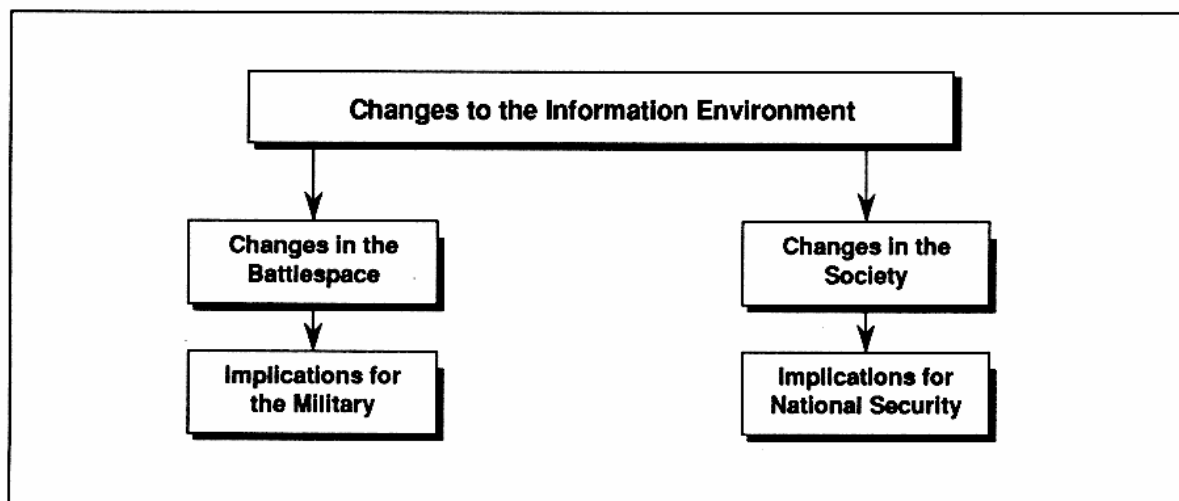 Changes to the Information Environment
Changes in the
Battlespace
Changes in the
Society
Implications for
the Military
Implications for
National Security